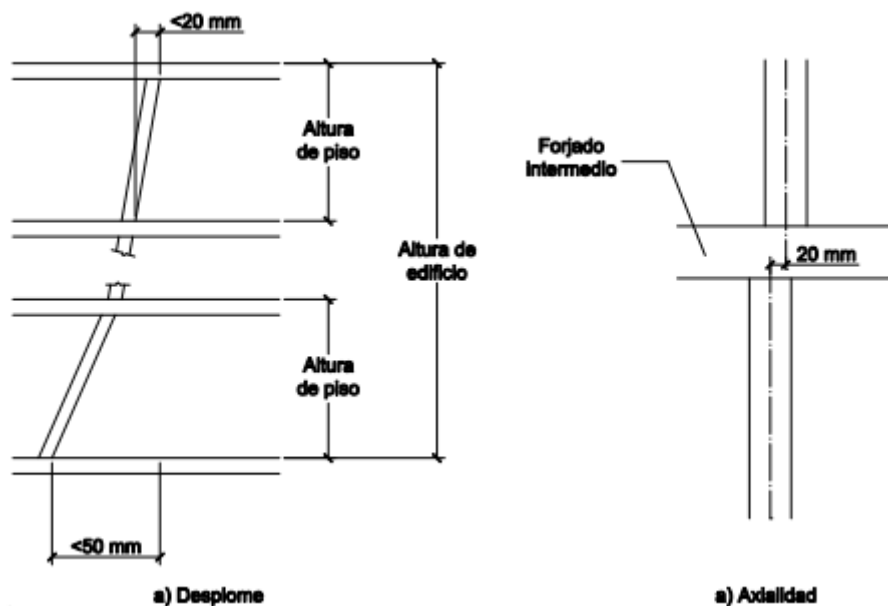 <20 mm
Altura
de piso
Altura de
edificio
Altura
de piso
<50 mm
a) Desplome
Forjado
intermedio
20 mm
a) Axialidad